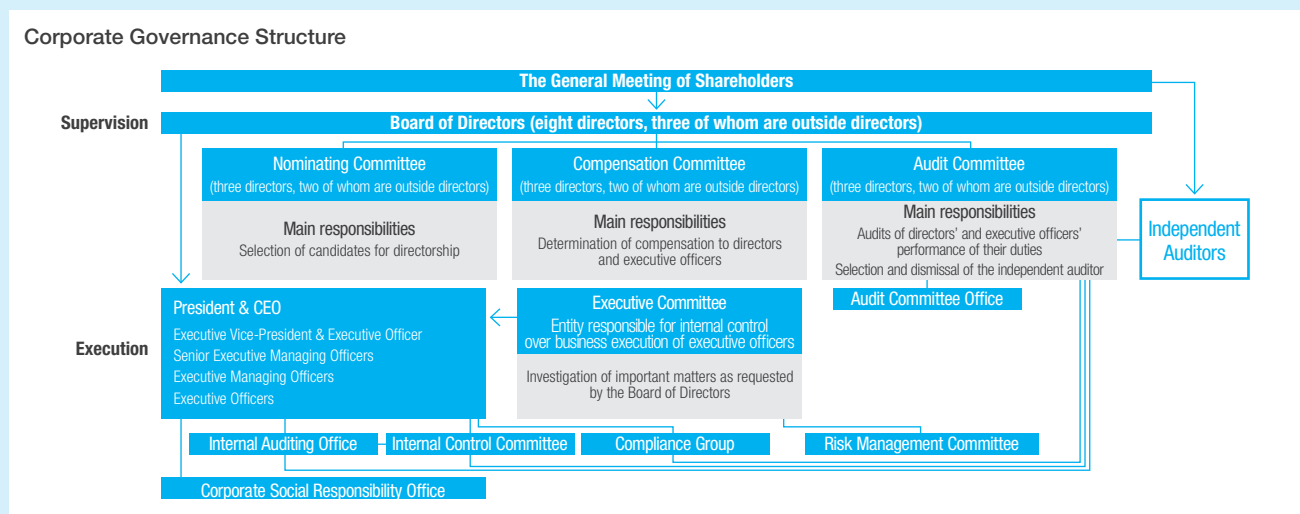 Corporate Governance Structure
The General Meeting of Shareholders
Supervision
Board of Directors (eight directors, three of whom are outside directors)
Nominating Committee
(three directors, two of whom are outside directors)
Main responsibilities
Selection of candidates for directorship
Compensation Committee
(three directors, two of whom are outside directors)
Main responsibilities
Determination of compensation to directors
and executive officers
Audit Committee
(three directors, two of whom are outside directors)
Main responsibilities
Audits of directors' and executive officers'
performance of their duties
Selection and dismissal of the independent auditor
Independent
Auditors
Audit Committee Office
Execution
President & CEO
Executive Vice-President & Executive Officer
Senior Executive Managing Officers
Executive Managing Officers
Executive Officers
Executive Committee
Entity responsible for internal control
over business execution of executive officers
Investigation of important matters as requested
by the Board of Directors
Internal Auditing Office
Internal Control Committee
Compliance Group
Risk Management Committee
Corporate Social Responsibility Office